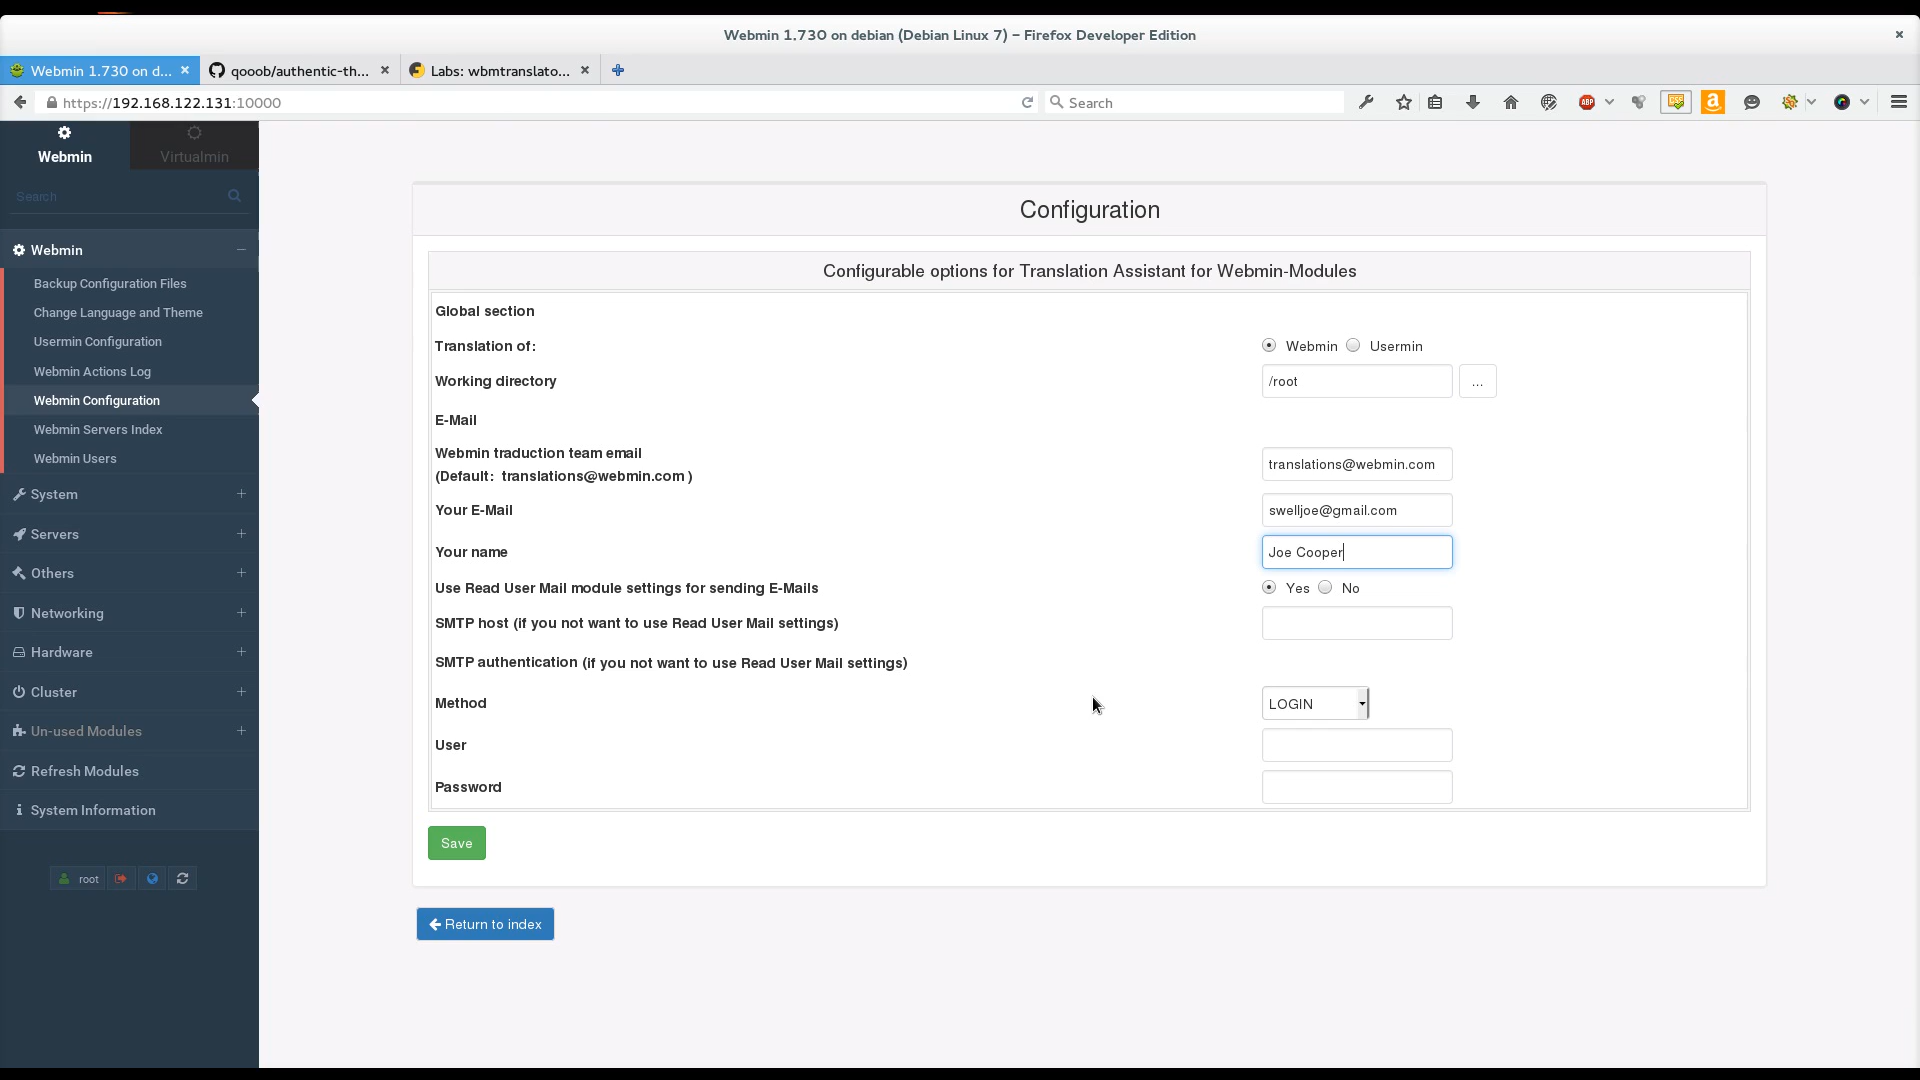 Webmin 1.730 on debian (Debian Linux 7) – Firefox Developer Edition
Webmin 1.730 on d...
qooob/authentic-th...
Labs: wbmtranslato...
https://192.168.122.131:10000
Search
ABP
a
Webmin
Virtualmin
Search
Webmin
Backup Configuration Files
Change Language and Theme
Usermin Configuration
Webmin Actions Log
Webmin Configuration
Webmin Servers Index
Webmin Users
System
Servers
Others
Networking
Hardware
Cluster
Un-used Modules
Refresh Modules
System Information
root
Configuration
Configurable options for Translation Assistant for Webmin-Modules
Global section
Translation of: Webmin Usermin
Working directory /root ...
E-Mail
Webmin traduction team email
(Default: translations@webmin.com ) translations@webmin.com
Your E-Mail swelljoe@gmail.com
Your name Joe Cooper
Use Read User Mail module settings for sending E-Mails Yes No
SMTP host (if you not want to use Read User Mail settings)
SMTP authentication (if you not want to use Read User Mail settings)
Method LOGIN
User
Password
Save
Return to index